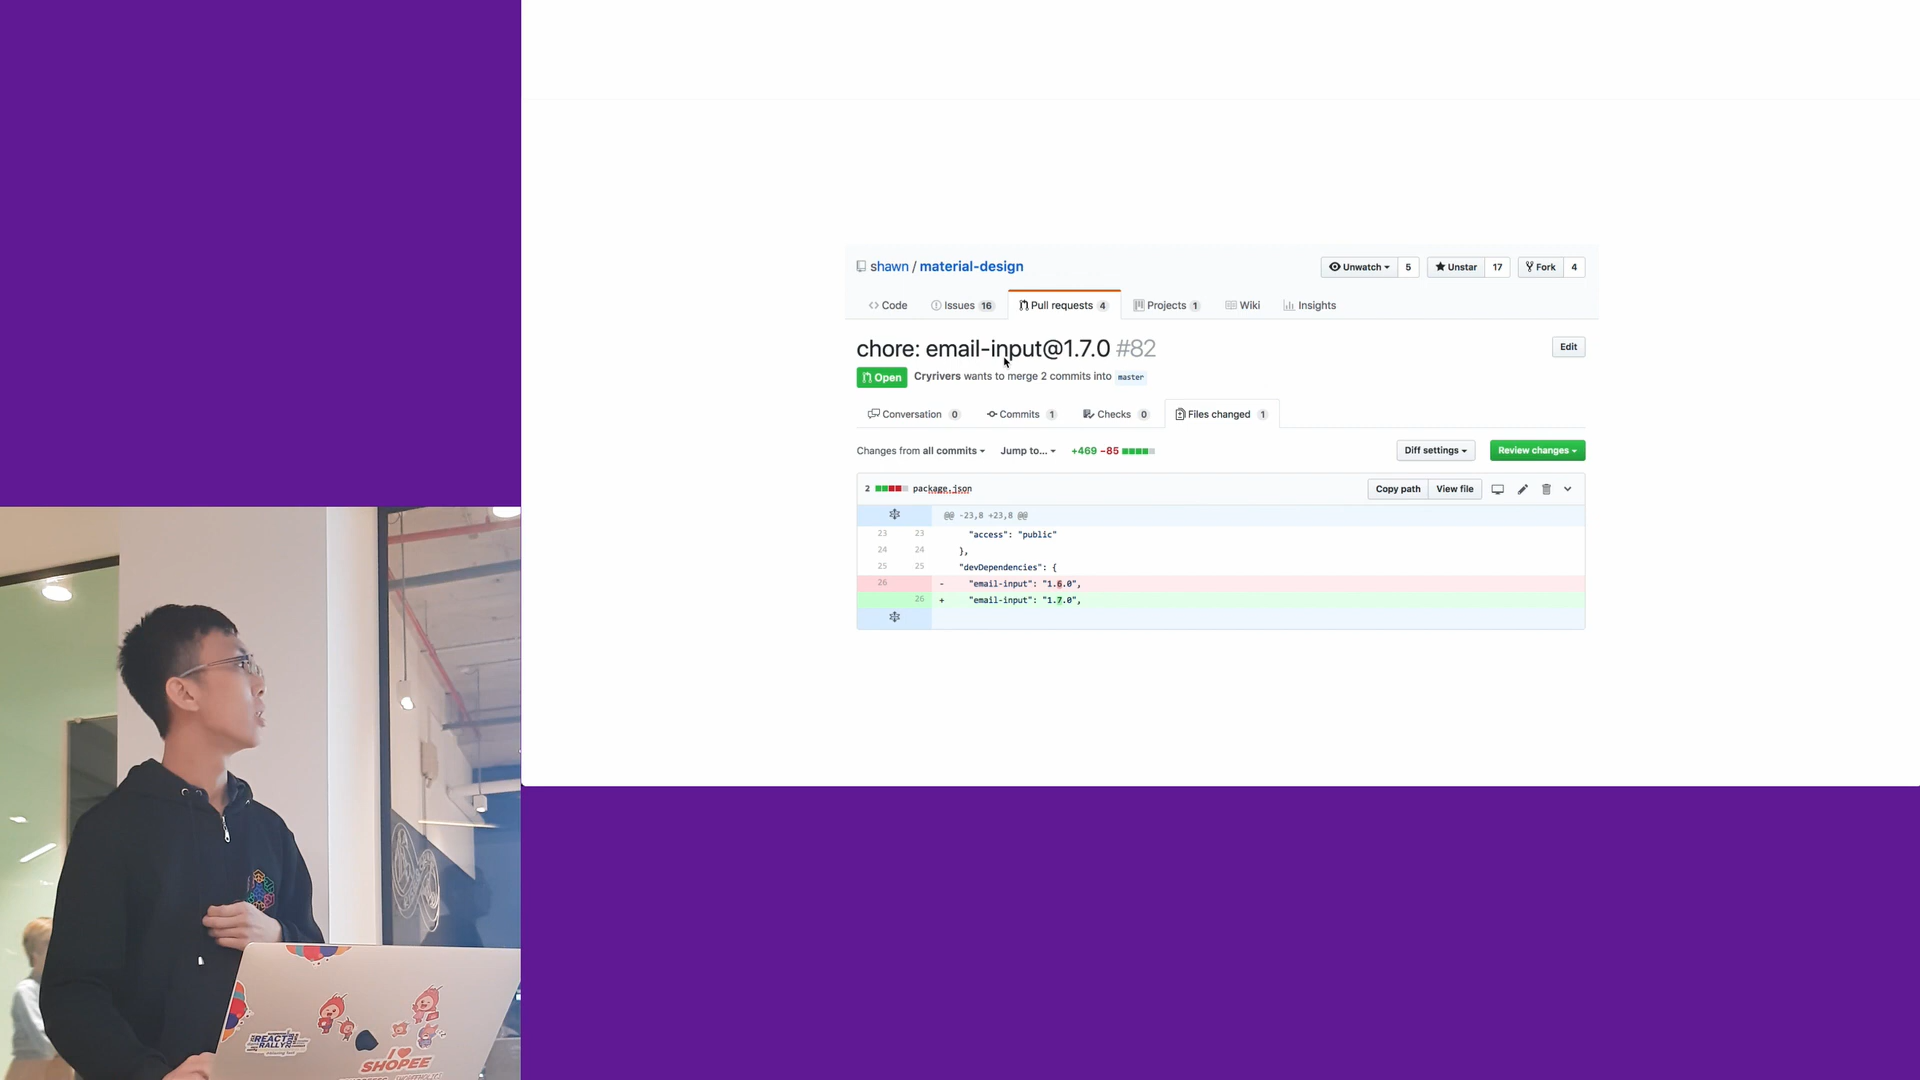 shawn / material-design
Unwatch 5
Unstar 17
Fork 4
Code
Issues 16
Pull requests 4
Projects 1
Wiki
Insights
chore: email-input@1.7.0 #82
Edit
Open
Cryrivers wants to merge 2 commits into master
Conversation 0
Commits 1
Checks 0
Files changed 1
Changes from all commits
Jump to...
+469 −85
Diff settings
Review changes
2 package.json
Copy path
View file
@@ -23,8 +23,8 @@
23 23 "access": "public"
24 24 },
25 25 "devDependencies": {
26 - "email-input": "1.6.0",
26 + "email-input": "1.7.0",
REACT
RALLY
I
SHOPEE